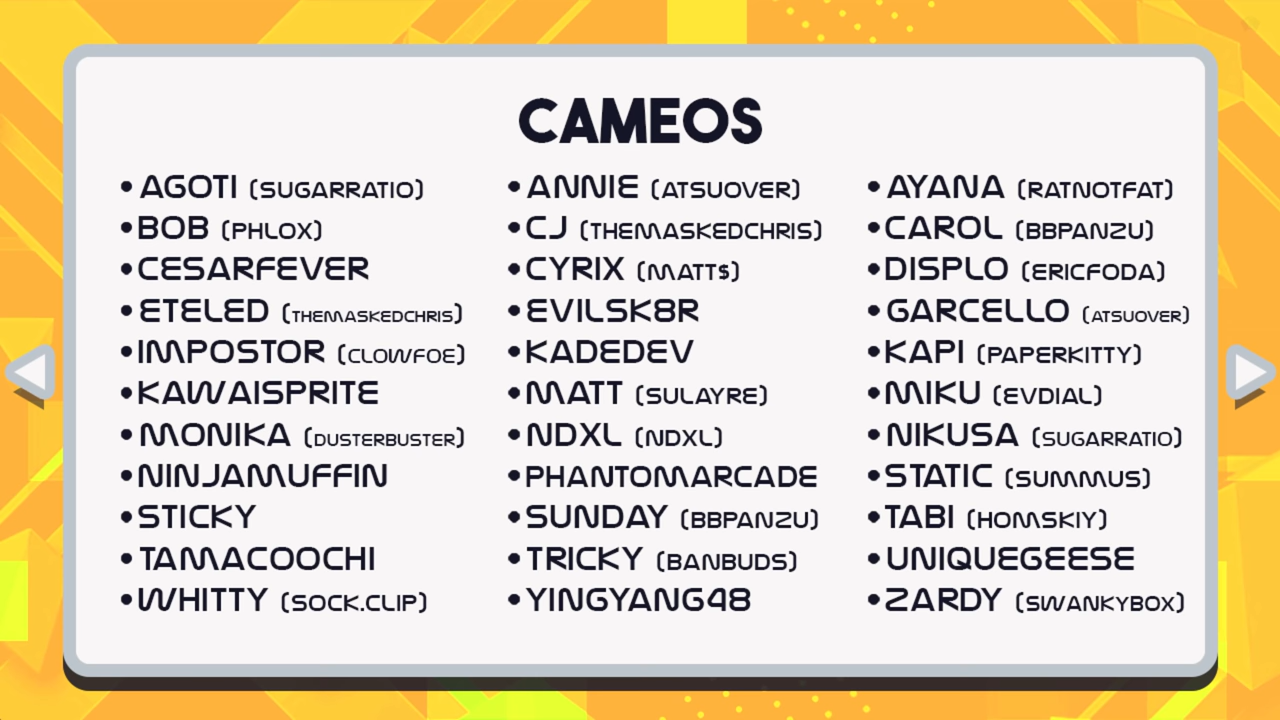 CAMEOS
• AGOTI (SUGARRATIO)
• ANNIE (ATSUOVER)
• AYANA (RATNOTFAT)
• BOB (PHLOX)
• CJ (THEMASKEDCHRIS)
• CAROL (BBPANZU)
• CESARFEVER
• CYRIX (MATT$)
• DISPLO (ERICFODA)
• ETELED (THEMASKEDCHRIS)
• EVILSK8R
• GARCELLO (ATSUOVER)
• IMPOSTOR (CLOWFOE)
• KADEDEV
• KAPI (PAPERKITTY)
• KAWAISPRITE
• MATT (SULAYRE)
• MIKU (EVDIAL)
• MONIKA (DUSTERBUSTER)
• NDXL (NDXL)
• NIKUSA (SUGARRATIO)
• NINJAMUFFIN
• PHANTOMARCADE
• STATIC (SUMMUS)
• STICKY
• SUNDAY (BBPANZU)
• TABI (HOMSKIY)
• TAMACOOCHI
• TRICKY (BANBUDS)
• UNIQUEGEESE
• WHITTY (SOCK.CLIP)
• YINGYANG48
• ZARDY (SWANKYBOX)